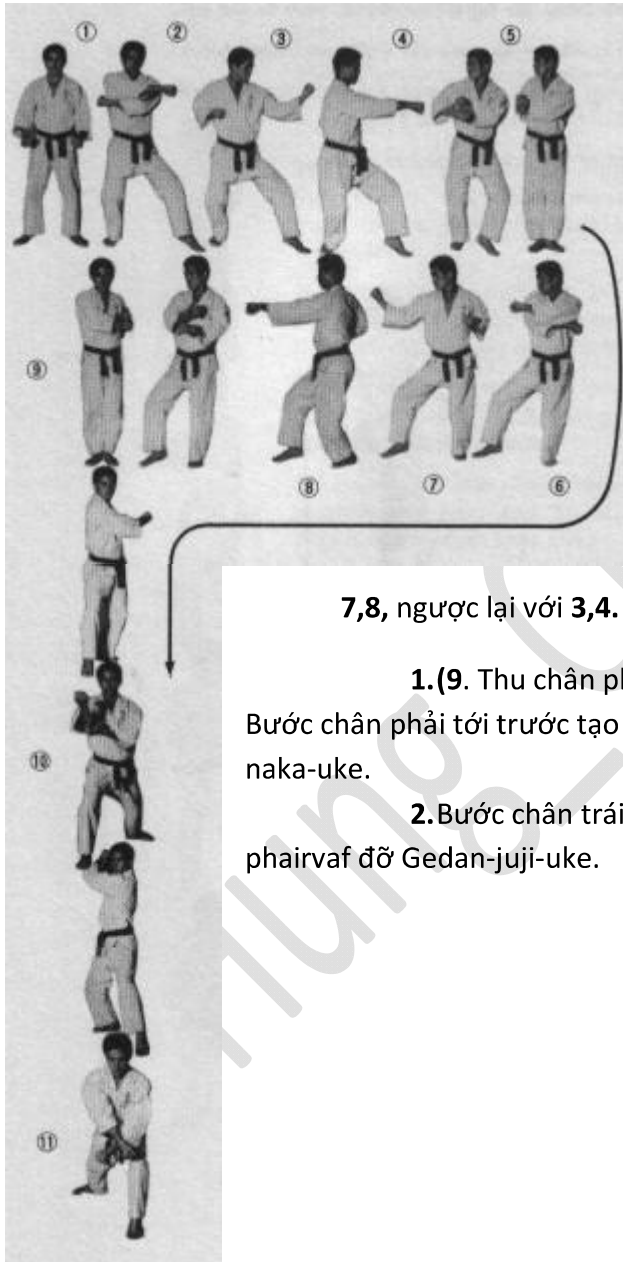 ① ② ③ ④ ⑤
⑨
⑧ ⑦ ⑥
7,8, ngược lại với 3,4.
1.(9. Thu chân ph
Bước chân phải tới trước tạo
naka-uke.
2.Bước chân trái
phairvaf đỡ Gedan-juji-uke.
⑩
⑪
Hung_